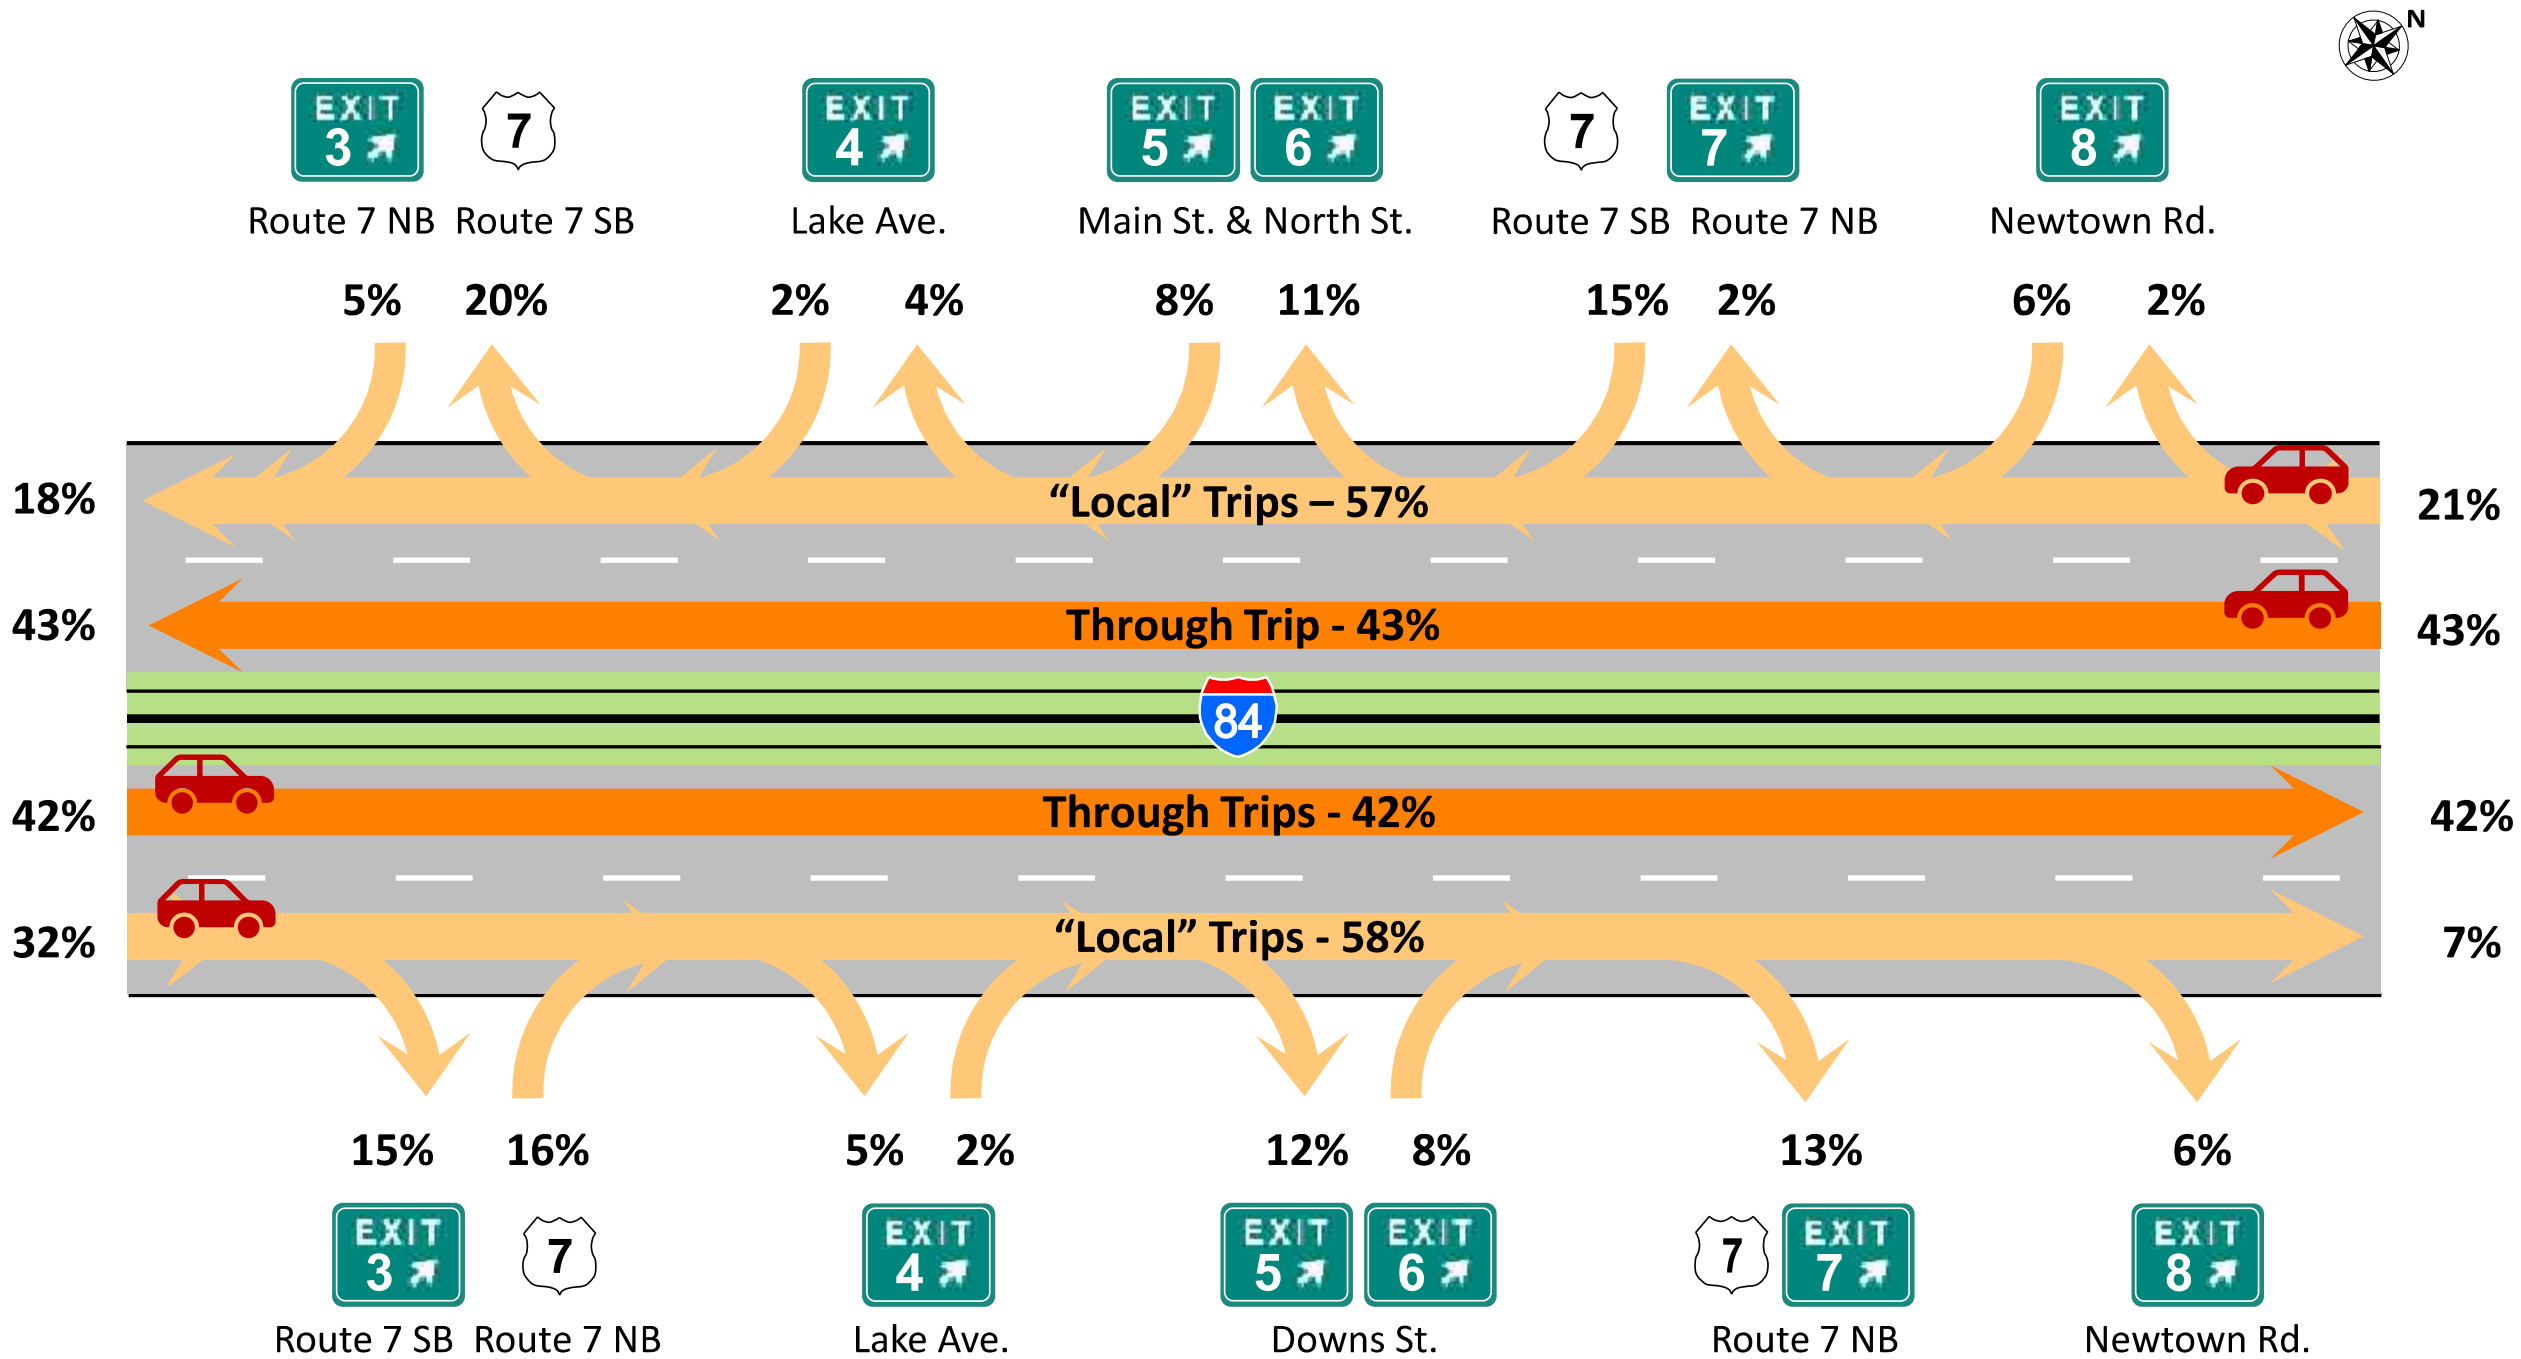 N
EXIT 3
7
EXIT 4
EXIT 5
EXIT 6
7
EXIT 7
EXIT 8
Route 7 NB Route 7 SB
Lake Ave.
Main St. & North St.
Route 7 SB Route 7 NB
Newtown Rd.
5% 20% 2% 4% 8% 11% 15% 2% 6% 2%
18% “Local” Trips – 57% 21%
43% Through Trip - 43% 43%
84
42% Through Trips - 42% 42%
32% “Local” Trips - 58% 7%
15% 16% 5% 2% 12% 8% 13% 6%
EXIT 3
7
EXIT 4
EXIT 5
EXIT 6
7
EXIT 7
EXIT 8
Route 7 SB Route 7 NB
Lake Ave.
Downs St.
Route 7 NB
Newtown Rd.